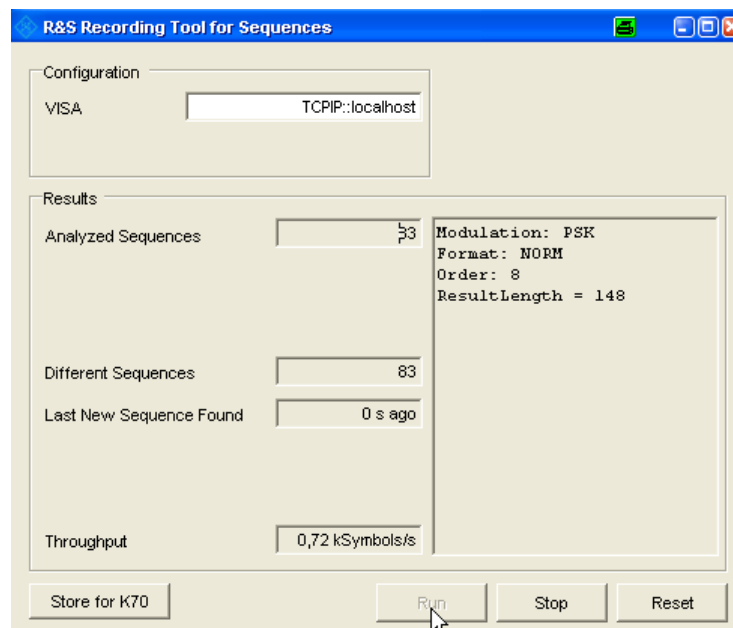 R&S Recording Tool for Sequences
Configuration
VISA TCPIP::localhost
Results
Analyzed Sequences
Modulation: PSK
Format: NORM
Order: 8
ResultLength = 148
Different Sequences 83
Last New Sequence Found 0 s ago
Throughput 0,72 kSymbols/s
Store for K70 Run Stop Reset